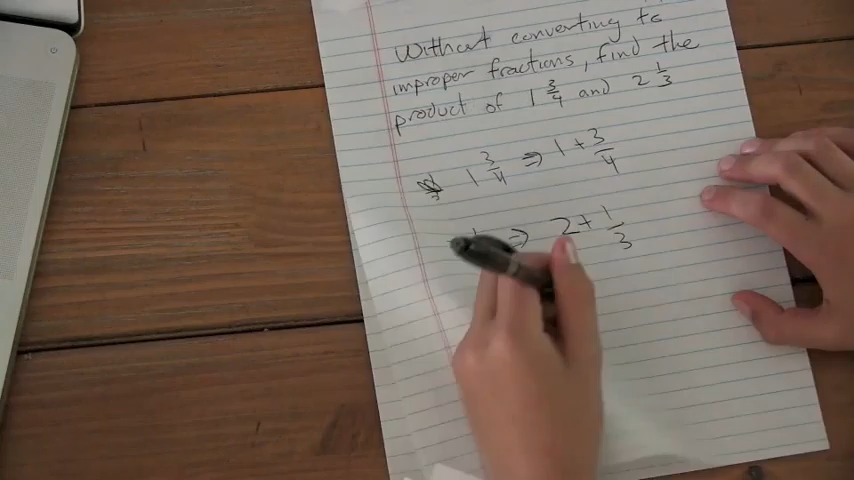 Without converting to
improper fractions, find the
product of 1 3/4 and 2 1/3
1 3/4 ⇒ 1 + 3/4
⇒ 2 + 1/3